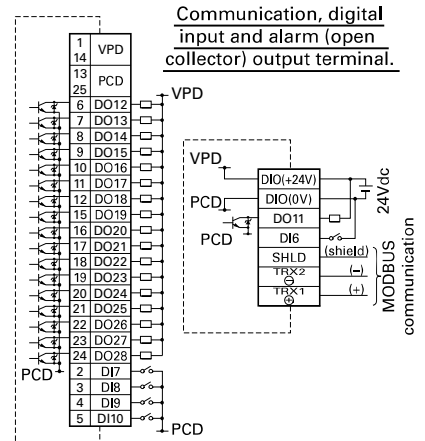 Communication, digital
input and alarm (open
collector) output terminal.
1
14 VPD
13
25 PCD
VPD
6 DO12
7 DO13
8 DO14
9 DO15
10 DO16
11 DO17
12 DO18
15 DO19
16 DO20
17 DO21
18 DO22
19 DO23
20 DO24
21 DO25
22 DO26
23 DO27
24 DO28
PCD
2 DI7
3 DI8
4 DI9
5 DI10
PCD
VPD
DIO(+24V)
PCD
DIO(0V)
24Vdc
DO11
PCD
DI6
SHLD (shield)
TRX2
⊖ (−)
TRX1
⊕ (+)
MODBUS
communication